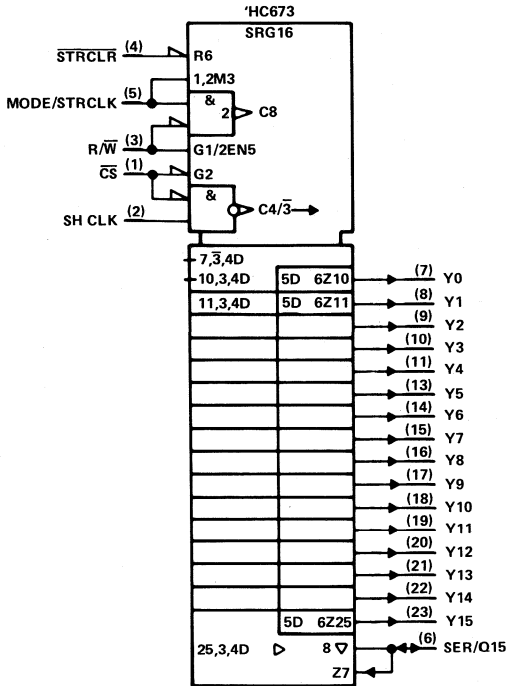 'HC673
SRG16
STRCLR (4) R6
1,2M3
MODE/STRCLK (5) & 2 C8
R/W (3) G1/2EN5
CS (1) G2
&
SH CLK (2) C4/3
7,3,4D
10,3,4D 5D 6Z10 (7) Y0
11,3,4D 5D 6Z11 (8) Y1
(9) Y2
(10) Y3
(11) Y4
(13) Y5
(14) Y6
(15) Y7
(16) Y8
(17) Y9
(18) Y10
(19) Y11
(20) Y12
(21) Y13
(22) Y14
5D 6Z25 (23) Y15
25,3,4D 8 (6) SER/Q15
Z7